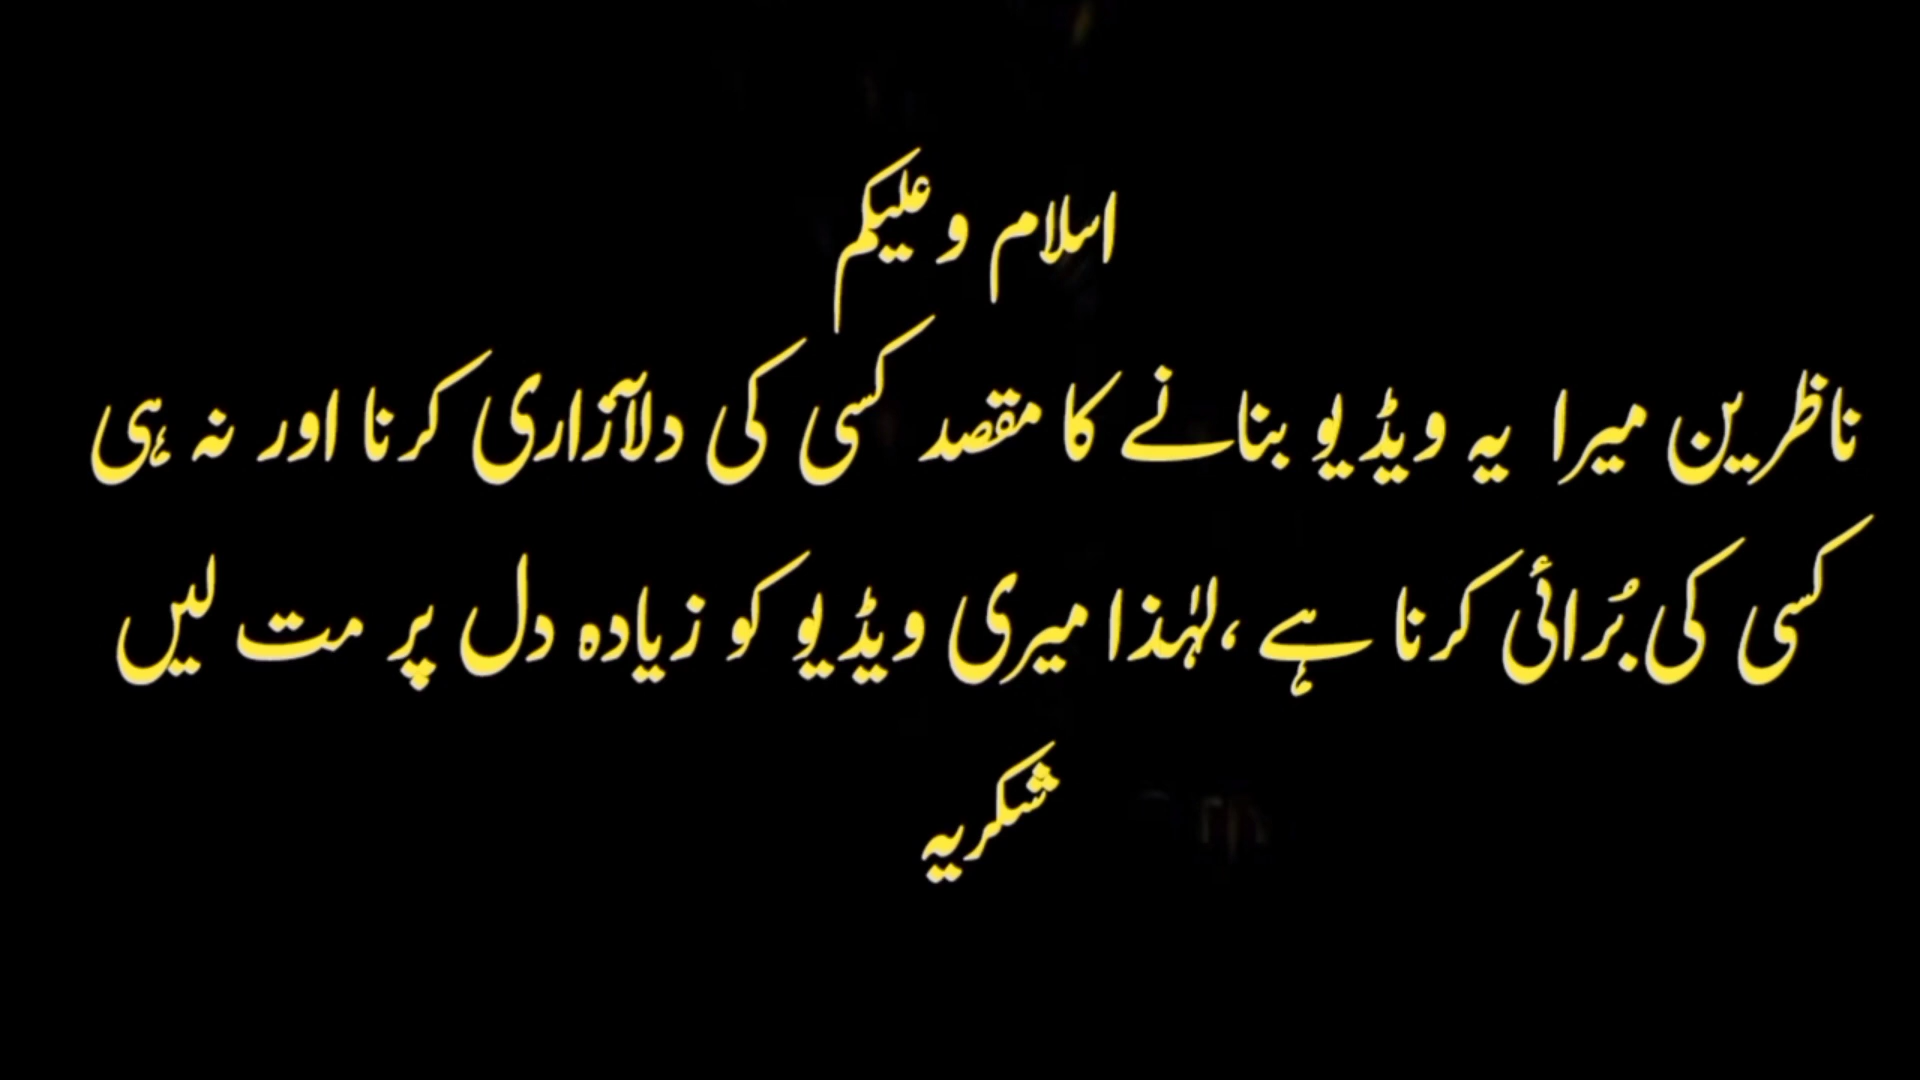 اسلام و علیکم
ناظرین میرا یہ ویڈیو بنانے کا مقصد کسی کی دلآزاری کرنا اور نہ ہی
کسی کی بُرائی کرنا ہے ،لہٰذا میری ویڈیو کو زیادہ دل پر مت لیں
شکریہ